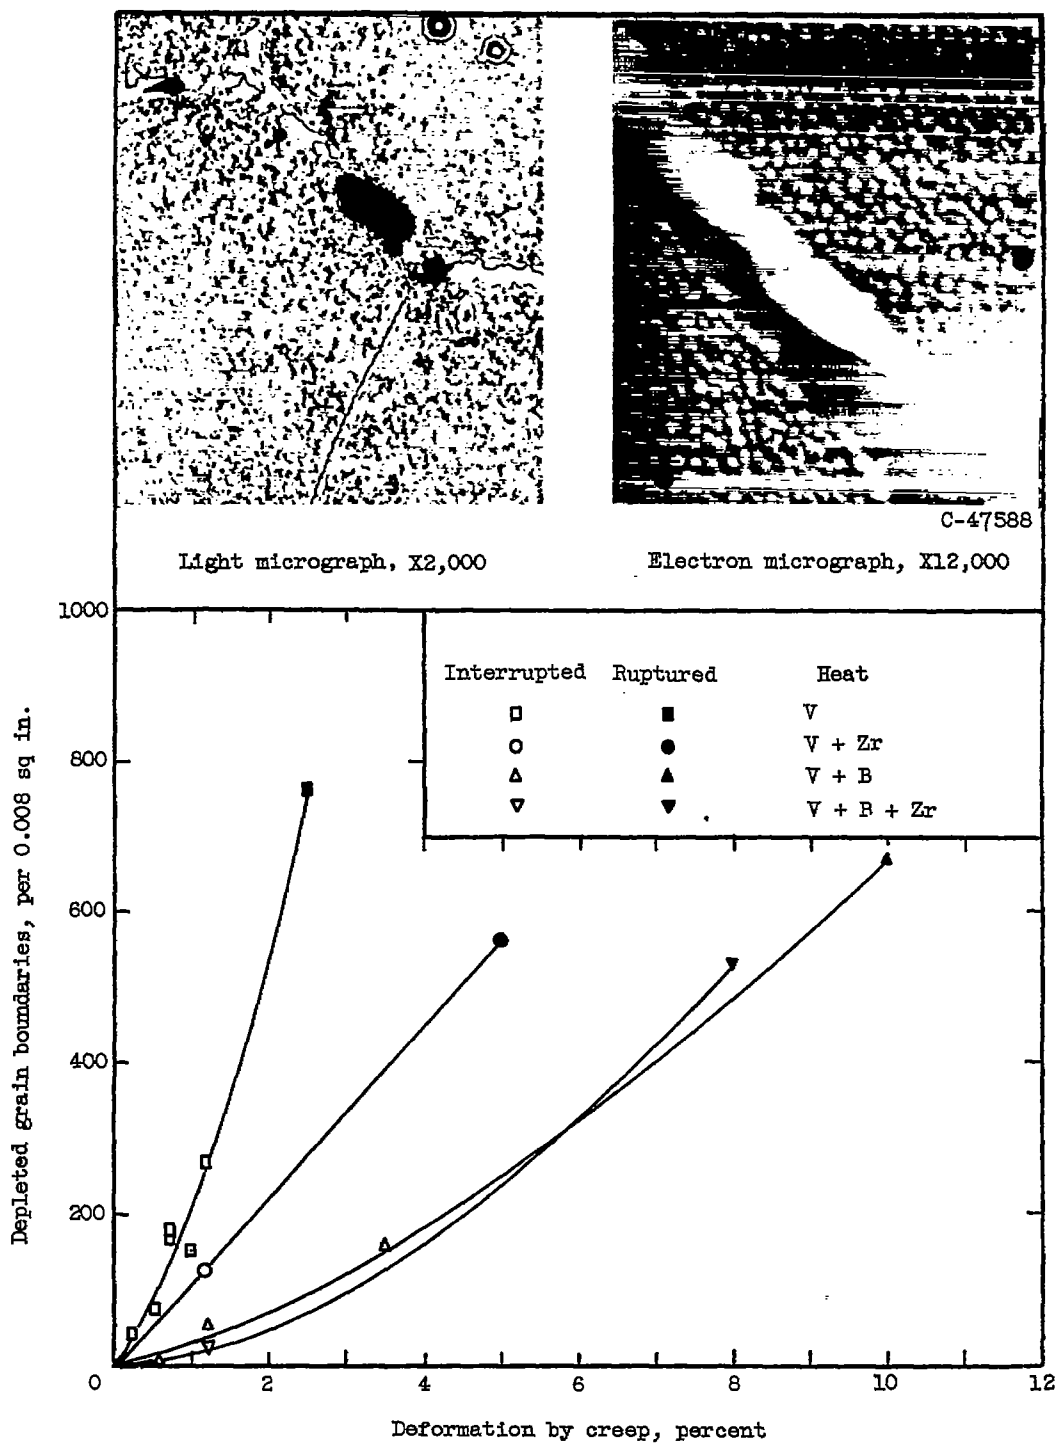 C-47588
Light micrograph, X2,000
Electron micrograph, X12,000
1000
800
600
400
200
0
2
4
6
8
10
12
Depleted grain boundaries, per 0.008 sq in.
Deformation by creep, percent
Interrupted Ruptured Heat
V
V + Zr
V + B
V + B + Zr